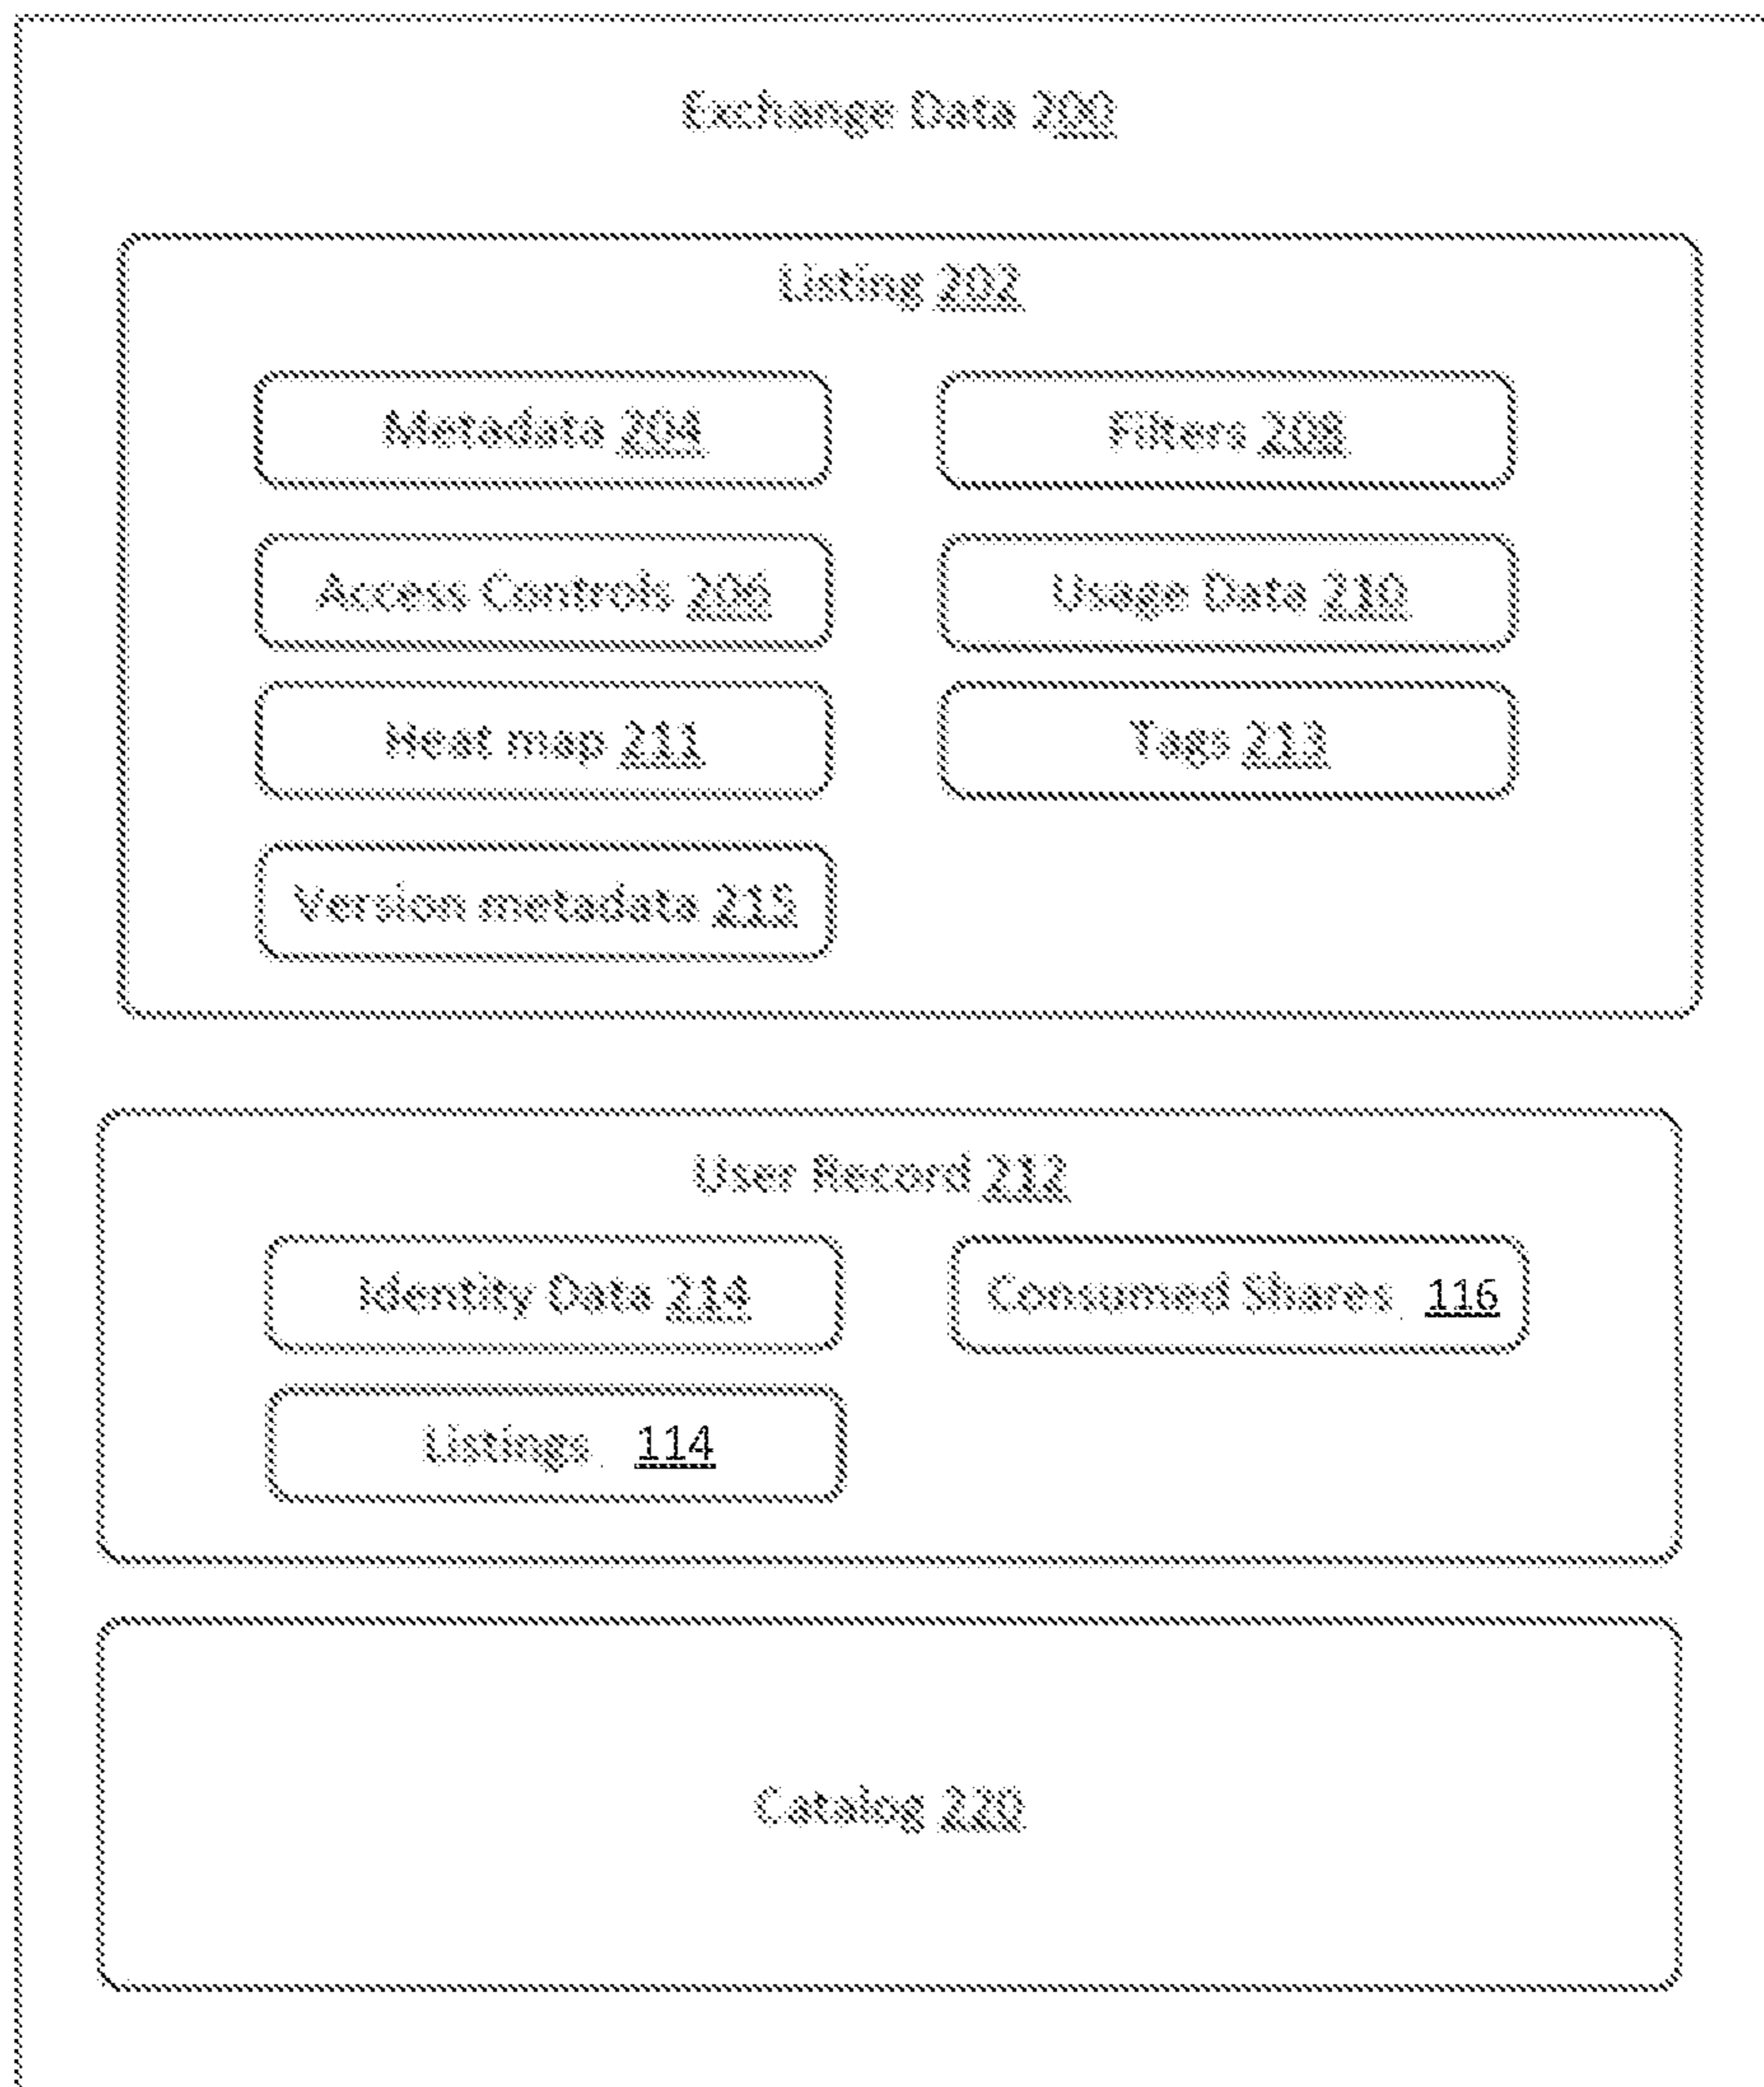 Exchange Data 200
Listing 202
Metadata 204
Filters 208
Access Controls 206
Usage Data 210
Heat map 211
Tags 213
Version metadata 215
User Record 212
Identity Data 214
Consumed Shares 116
Listings 114
Catalog 220